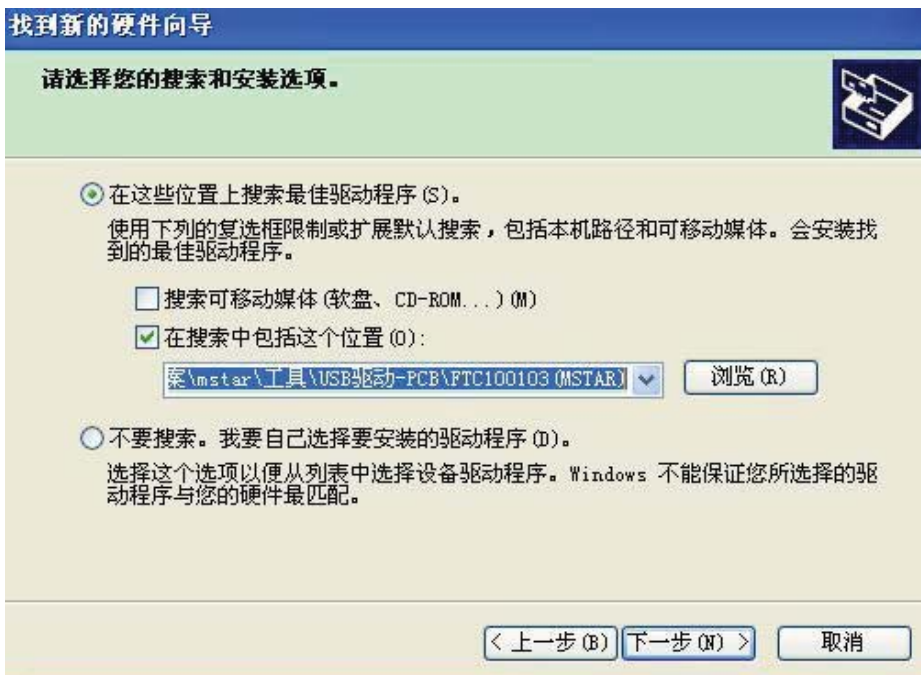 找到新的硬件向导
请选择您的搜索和安装选项。
在这些位置上搜索最佳驱动程序(S)。
使用下列的复选框限制或扩展默认搜索，包括本机路径和可移动媒体。会安装找
到的最佳驱动程序。
搜索可移动媒体(软盘、CD-ROM...)(M)
在搜索中包括这个位置(O):
案\mstar\工具\USB驱动-PCB\FTC100103(MSTAR) 浏览(R)
不要搜索。我要自己选择要安装的驱动程序(D)。
选择这个选项以便从列表中选择设备驱动程序。Windows 不能保证您所选择的驱
动程序与您的硬件最匹配。
< 上一步(B) 下一步(N) > 取消